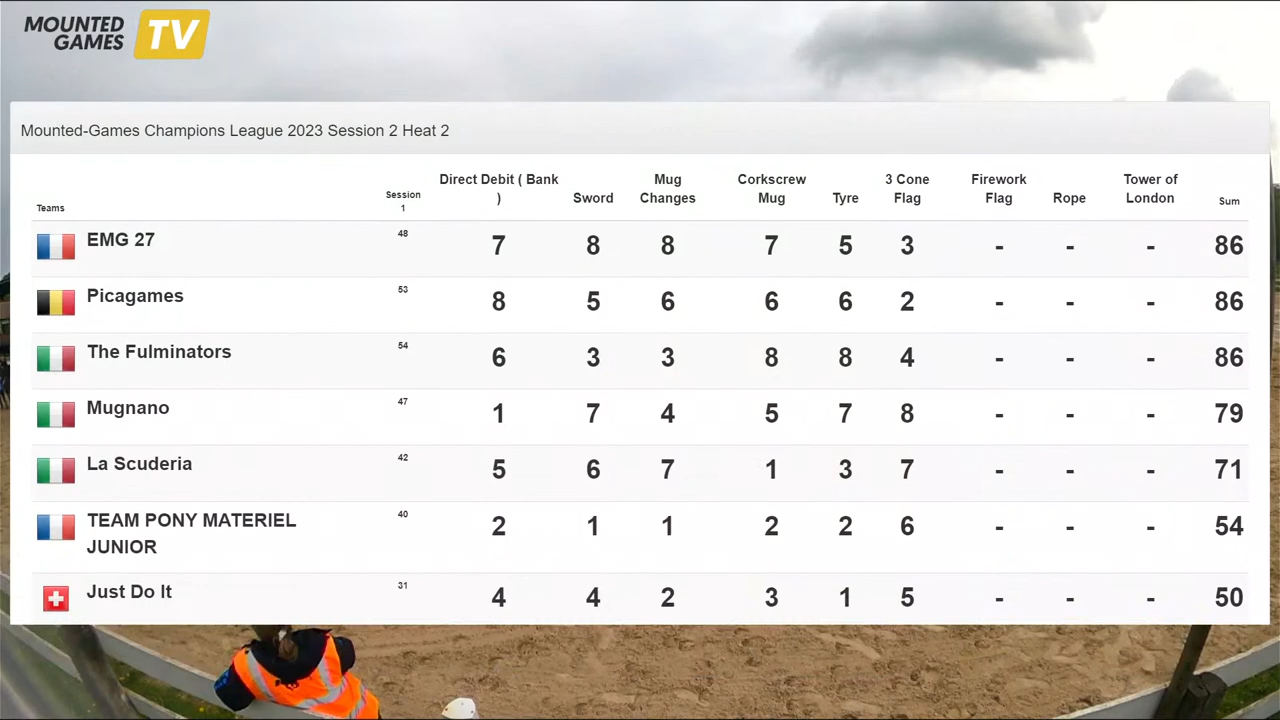 MOUNTED
GAMES
TV
Mounted-Games Champions League 2023 Session 2 Heat 2
Teams Session 1 Direct Debit ( Bank ) Sword Mug Changes Corkscrew Mug Tyre 3 Cone Flag Firework Flag Rope Tower of London Sum
EMG 27 48 7 8 8 7 5 3 - - - 86
Picagames 53 8 5 6 6 6 2 - - - 86
The Fulminators 54 6 3 3 8 8 4 - - - 86
Mugnano 47 1 7 4 5 7 8 - - - 79
La Scuderia 42 5 6 7 1 3 7 - - - 71
TEAM PONY MATERIEL JUNIOR 40 2 1 1 2 2 6 - - - 54
Just Do It 31 4 4 2 3 1 5 - - - 50